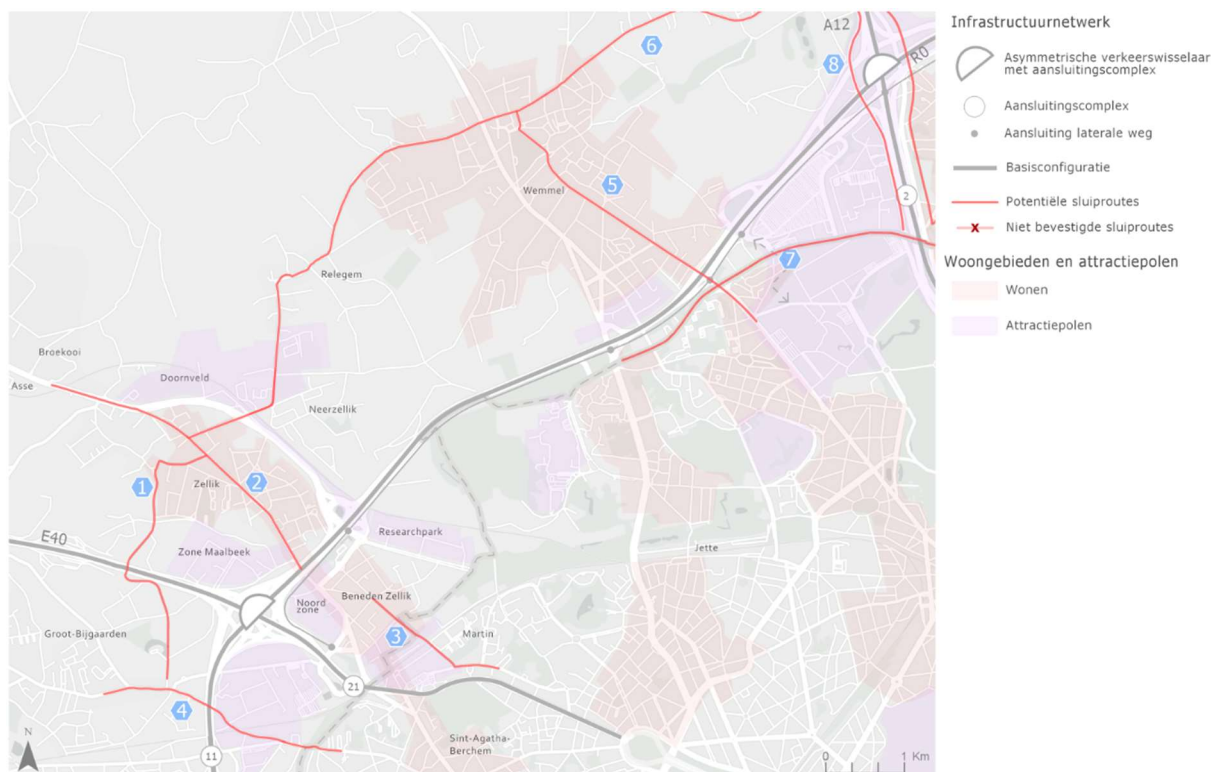 A12
R0
6
8
2
5
Wemmel
7
Relegem
Broekooi
Doornveld
Asse
Neerzellik
1
2
Zellik
E40
Researchpark
Zone Maalbeek
Jette
Noord
zone
Beneden Zellik
3
Martin
Groot-Bijgaarden
21
4
Sint-Agatha-
Berchem
11
N
0
1 Km
Infrastructuurnetwerk
Asymmetrische verkeerswisselaar
met aansluitingscomplex
Aansluitingscomplex
Aansluiting laterale weg
Basisconfiguratie
Potentiële sluiproutes
X Niet bevestigde sluiproutes
Woongebieden en attractiepolen
Wonen
Attractiepolen